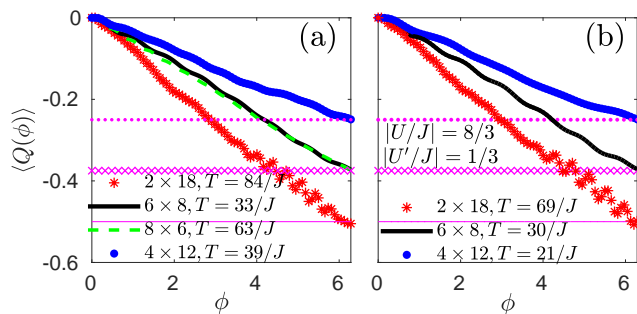 (a)
(b)
0
-0.2
-0.4
-0.6
⟨Q(ϕ)⟩
2 × 18, T = 84/J
6 × 8, T = 33/J
8 × 6, T = 63/J
4 × 12, T = 39/J
|U/J| = 8/3
|U′/J| = 1/3
2 × 18, T = 69/J
6 × 8, T = 30/J
4 × 12, T = 21/J
0 2 4 6
0 2 4 6
ϕ
ϕ